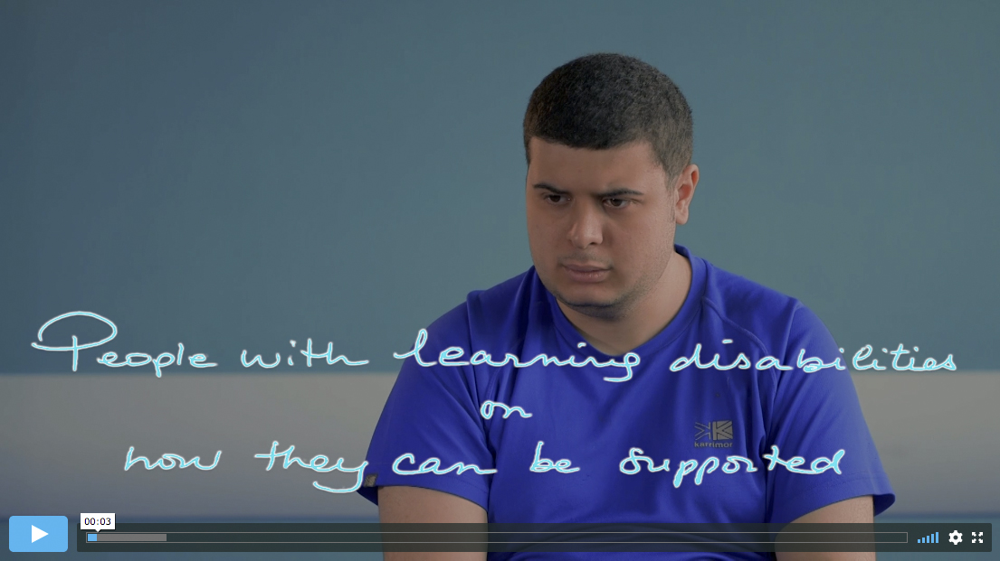 People with learning disabilities
on
how they can be supported
karrimor
00:03